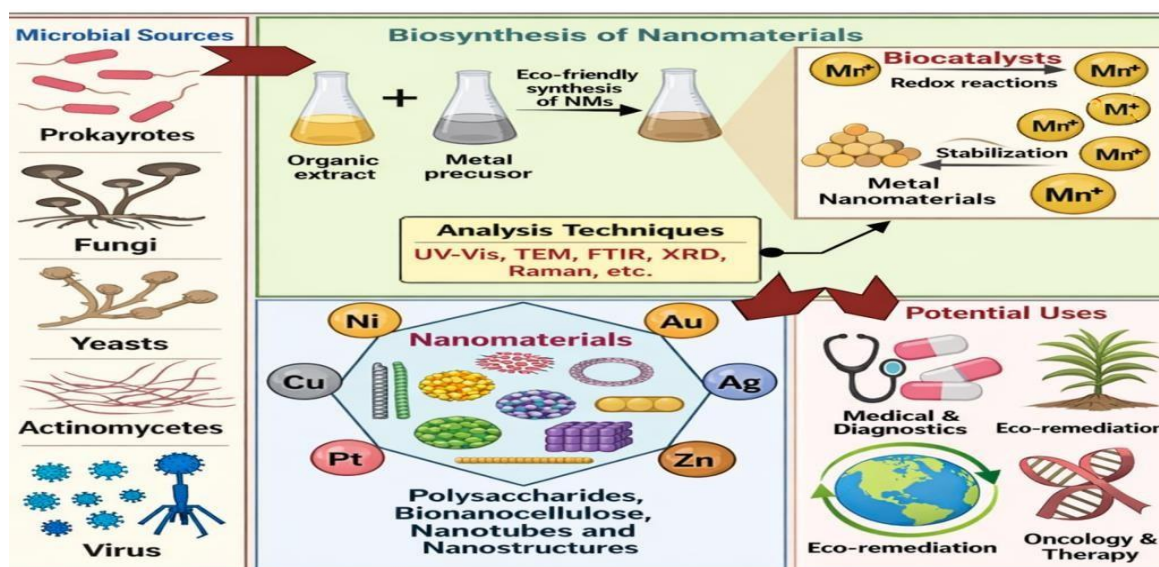 Microbial Sources
Prokayrotes
Fungi
Yeasts
Actinomycetes
Virus
Biosynthesis of Nanomaterials
Organic
extract
+
Metal
precusor
Eco-friendly
synthesis
of NMs
Biocatalysts
Mn+
Redox reactions
Mn+
M+
Mn+
Stabilization
Mn+
Metal
Nanomaterials
Mn+
Analysis Techniques
UV-Vis, TEM, FTIR, XRD,
Raman, etc.
Nanomaterials
Ni
Au
Cu
Ag
Pt
Zn
Polysaccharides,
Bionanocellulose,
Nanotubes and
Nanostructures
Potential Uses
Medical &
Diagnostics
Eco-remediation
Eco-remediation
Oncology &
Therapy